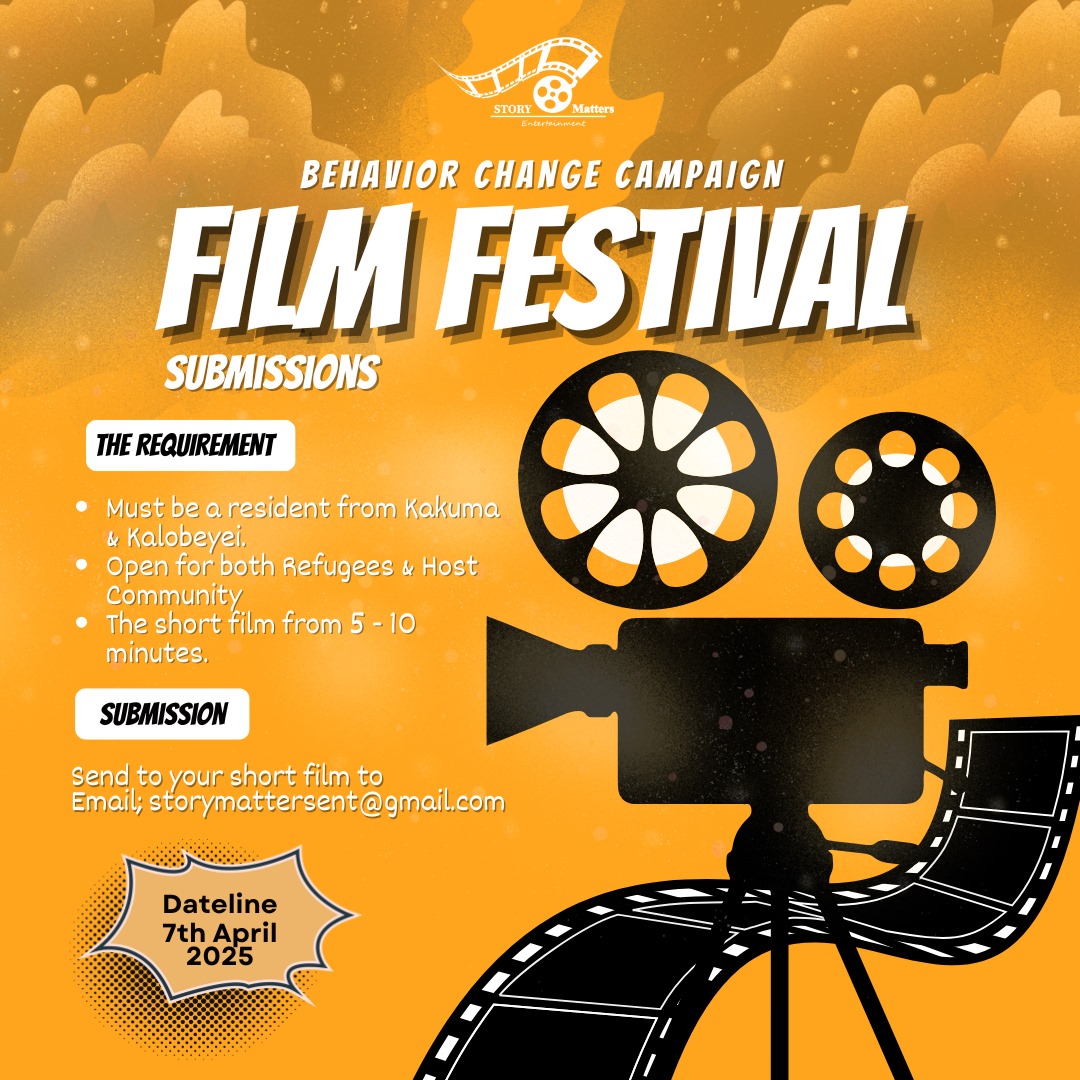 STORY Matters
Entertainment
BEHAVIOR CHANGE CAMPAIGN
FILM FESTIVAL
SUBMISSIONS
THE REQUIREMENT
• Must be a resident from Kakuma
& Kalobeyei.
• Open for both Refugees & Host
Community
• The short film from 5 - 10
minutes.
SUBMISSION
Send to your short film to
Email; storymattersent@gmail.com
Dateline
7th April
2025